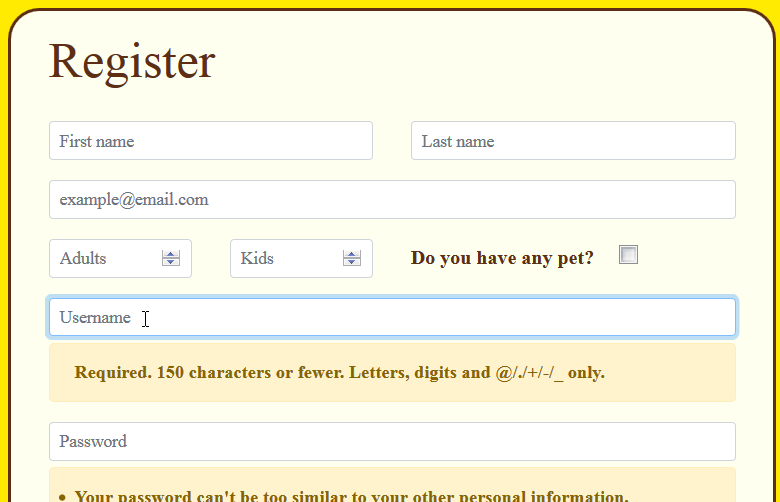 Register
First name Last name
example@email.com
Adults Kids Do you have any pet?
Username
Required. 150 characters or fewer. Letters, digits and @/./+/-/_ only.
Password
Your password can't be too similar to your other personal information.